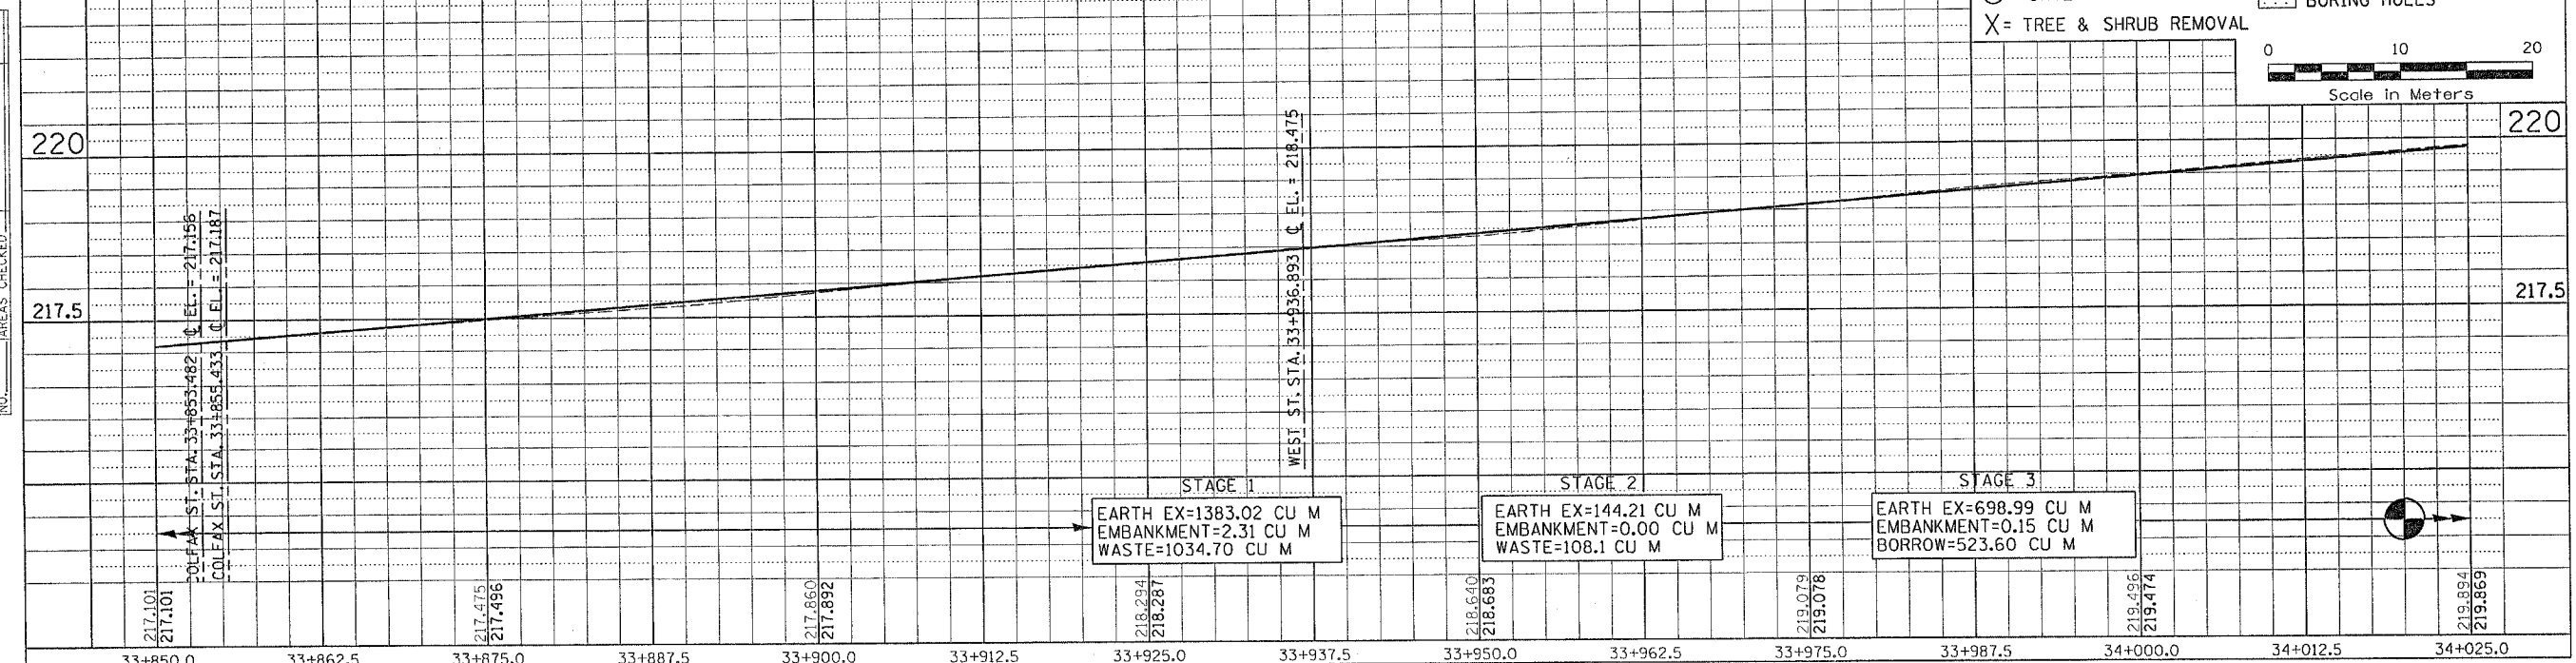 BORING HOLES
X= TREE & SHRUB REMOVAL
0 10 20
Scale in Meters
220
220
217.5
217.5
AREAS CHECKED
NO.
COLFAX ST. STA. 33+853.482 ℄ EL. = 217.156
COLFAX ST. STA. 33+855.433 ℄ EL. = 217.187
WEST ST. STA. 33+936.893 ℄ EL. = 218.475
STAGE 1
EARTH EX=1383.02 CU M
EMBANKMENT=2.31 CU M
WASTE=1034.70 CU M
STAGE 2
EARTH EX=144.21 CU M
EMBANKMENT=0.00 CU M
WASTE=108.1 CU M
STAGE 3
EARTH EX=698.99 CU M
EMBANKMENT=0.15 CU M
BORROW=523.60 CU M
217.101
217.101
217.475
217.496
217.860
217.892
218.294
218.287
218.640
218.683
219.079
219.078
219.496
219.474
219.894
219.869
33+850.0 33+862.5 33+875.0 33+887.5 33+900.0 33+912.5 33+925.0 33+937.5 33+950.0 33+962.5 33+975.0 33+987.5 34+000.0 34+012.5 34+025.0